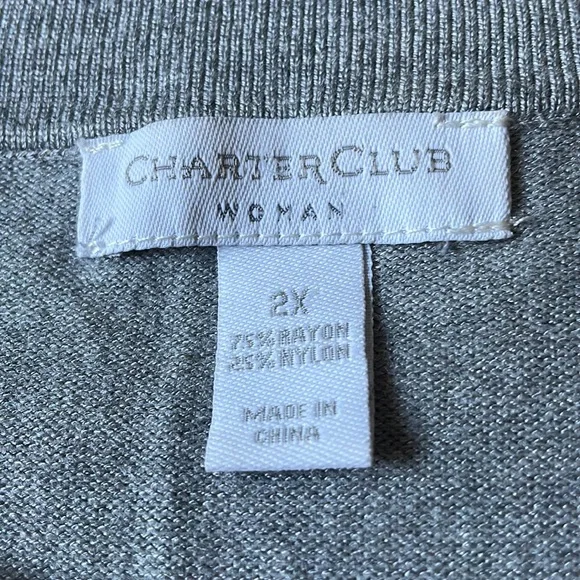 CHARTER CLUB
WOMAN
2X
75% RAYON
25% NYLON
MADE IN
CHINA